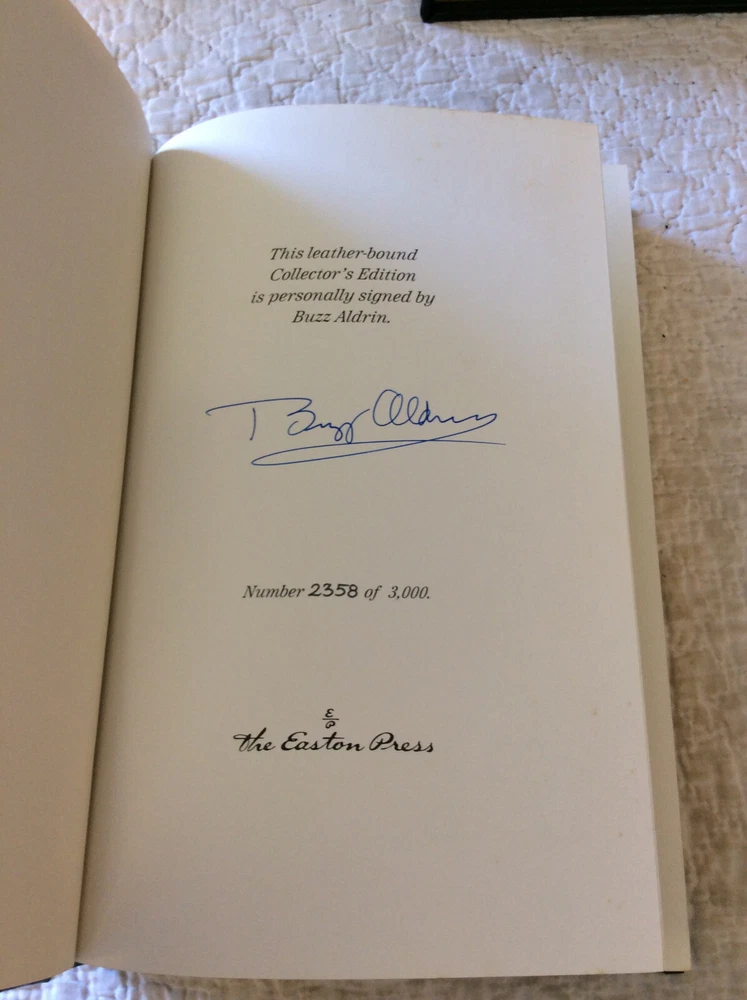 This leather-bound
Collector's Edition
is personally signed by
Buzz Aldrin.
Buzz Aldrin
Number 2358 of 3,000.
E
P
the Easton Press